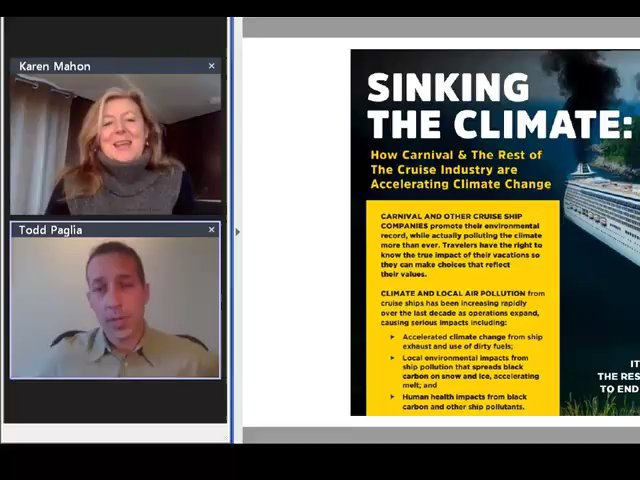 Karen Mahon
Todd Paglia
SINKING
THE CLIMATE:
How Carnival & The Rest of
The Cruise Industry are
Accelerating Climate Change
CARNIVAL AND OTHER CRUISE SHIP
COMPANIES promote their environmental
record, while actually polluting the climate
more than ever. Travelers have the right to
know the true impact of their vacations so
they can make choices that reflect
their values.
CLIMATE AND LOCAL AIR POLLUTION from
cruise ships has been increasing rapidly
over the last decade as operations expand,
causing serious impacts including:
Accelerated climate change from ship
exhaust and use of dirty fuels;
Local environmental impacts from
ship pollution that spreads black
carbon on snow and ice, accelerating
melt; and
Human health impacts from black
carbon and other ship pollutants.
IT
THE RES
TO END